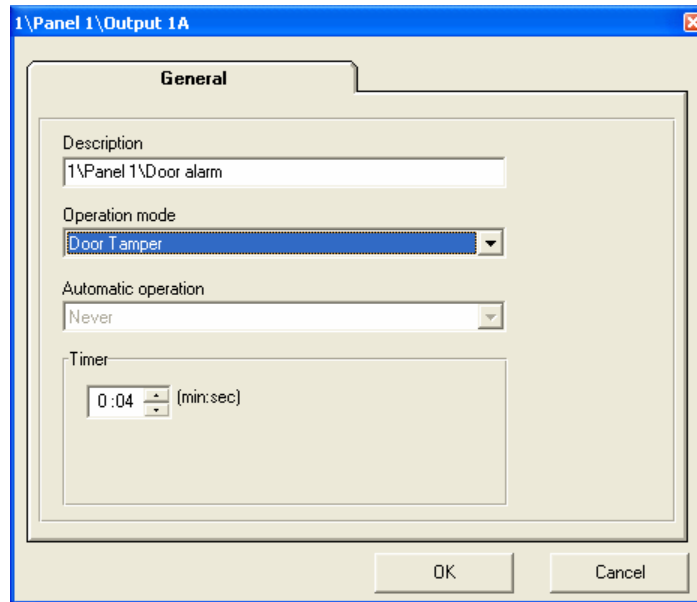 1\Panel 1\Output 1A
General
Description
1\Panel 1\Door alarm
Operation mode
Door Tamper
Automatic operation
Never
Timer
0 :04 (min:sec)
OK Cancel